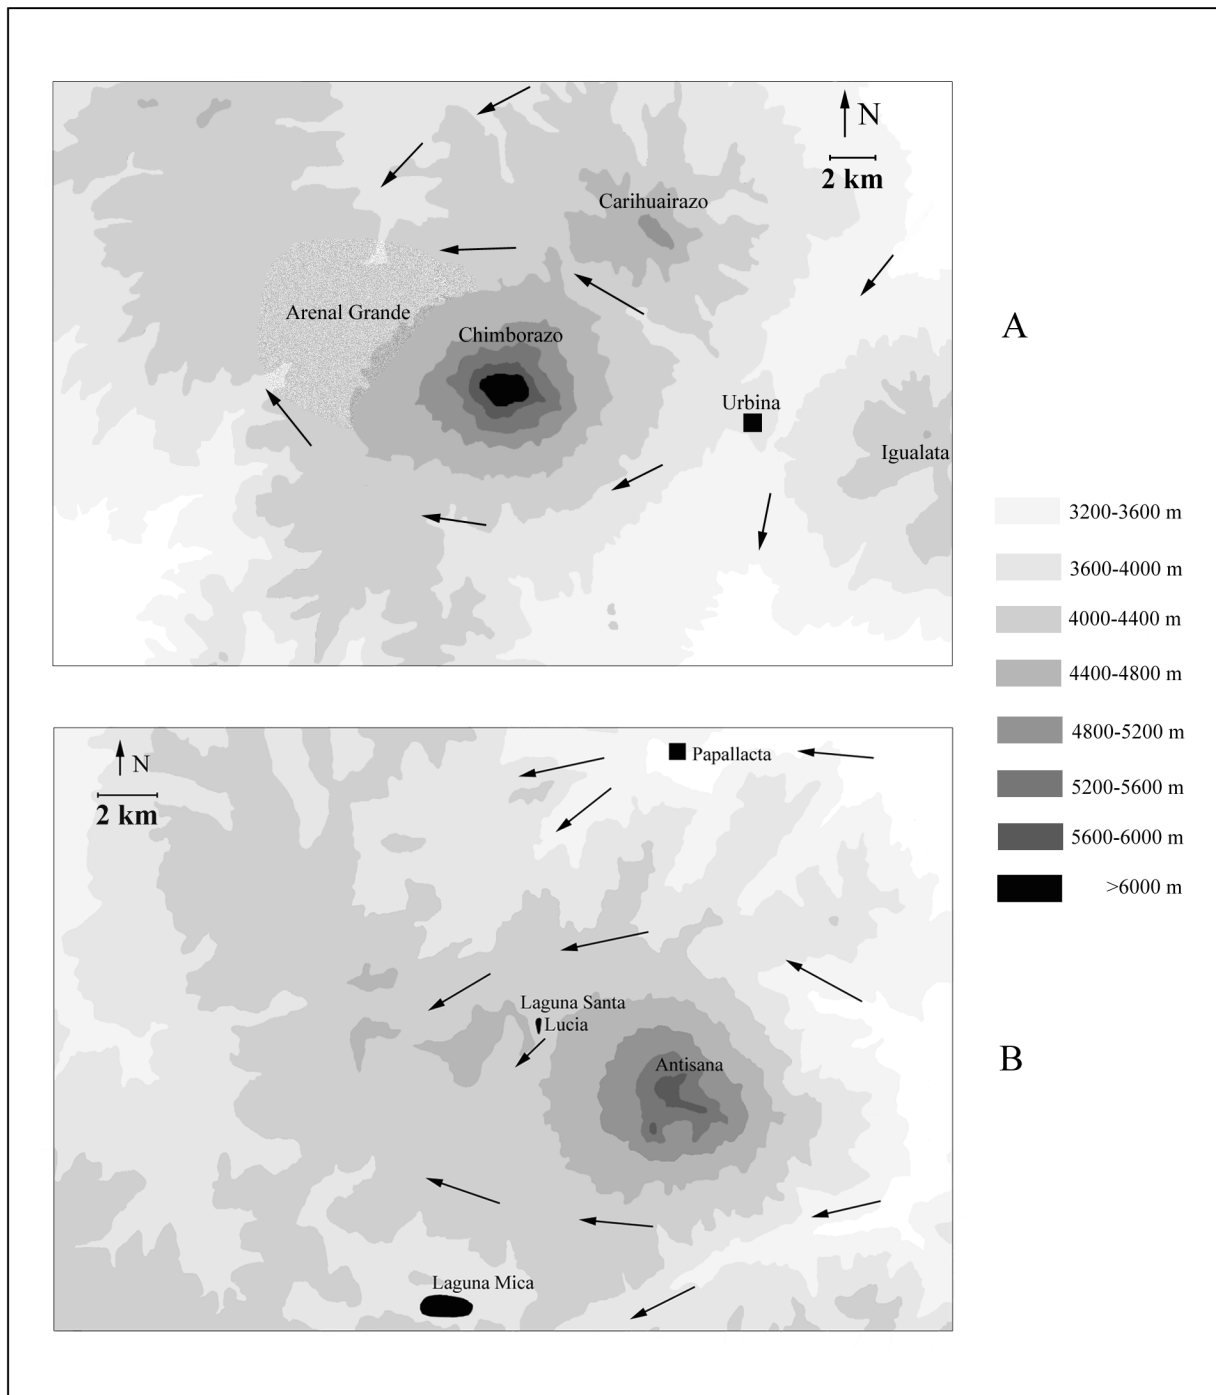 N
2 km
Carihuairazo
Arenal Grande
Chimborazo
A
Urbina
Igualata
3200-3600 m
3600-4000 m
4000-4400 m
4400-4800 m
4800-5200 m
5200-5600 m
5600-6000 m
>6000 m
N
2 km
Papallacta
Laguna Santa
Lucia
Antisana
B
Laguna Mica